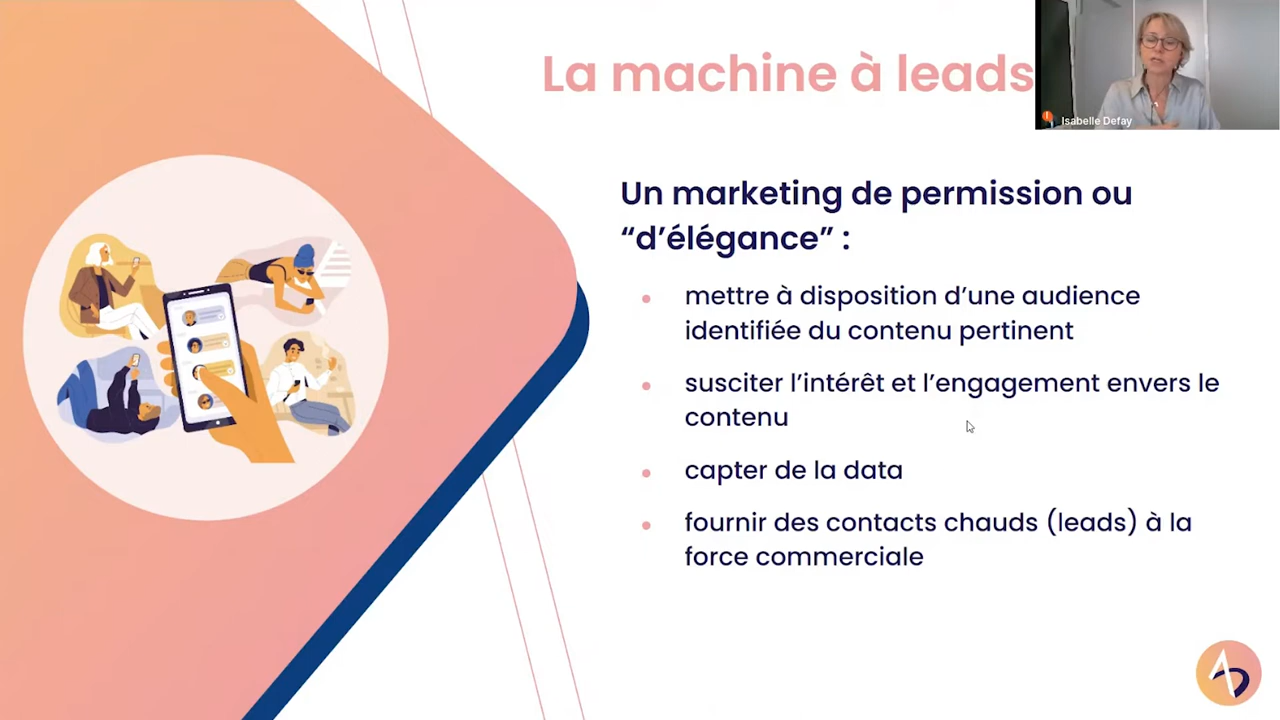 La machine à leads
Isabelle Defay
Un marketing de permission ou
“d’élégance” :
mettre à disposition d’une audience
identifiée du contenu pertinent
susciter l’intérêt et l’engagement envers le
contenu
capter de la data
fournir des contacts chauds (leads) à la
force commerciale